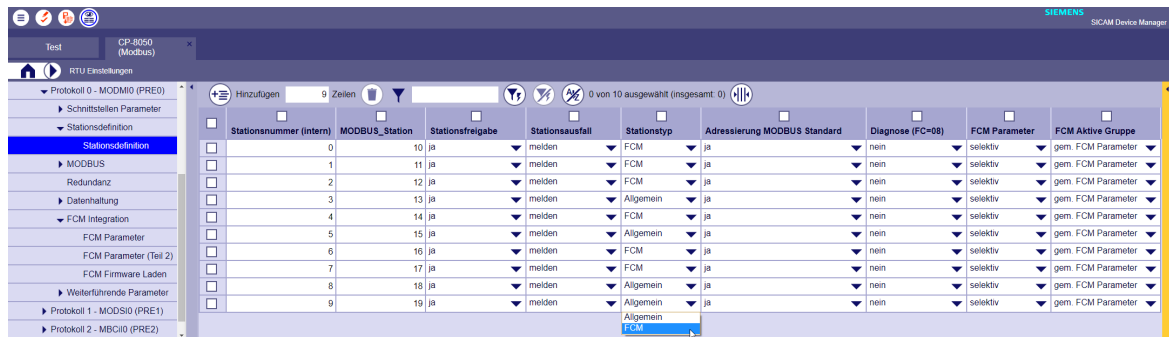 SIEMENS
SICAM Device Manager
Test
CP-8050 (Modbus) ×
RTU Einstellungen
Protokoll 0 - MODMI0 (PRE0)
Schnittstellen Parameter
Stationsdefinition
Stationsdefinition
MODBUS
Redundanz
Datenhaltung
FCM Integration
FCM Parameter
FCM Parameter (Teil 2)
FCM Firmware Laden
Weiterführende Parameter
Protokoll 1 - MODSI0 (PRE1)
Protokoll 2 - MBCiI0 (PRE2)
Hinzufügen 9 Zeilen 0 von 10 ausgewählt (insgesamt: 0)
Stationsnummer (intern) MODBUS_Station Stationsfreigabe Stationsausfall Stationstyp Adressierung MODBUS Standard Diagnose (FC=08) FCM Parameter FCM Aktive Gruppe
0 10 ja melden FCM ja nein selektiv gem. FCM Parameter
1 11 ja melden FCM ja nein selektiv gem. FCM Parameter
2 12 ja melden FCM ja nein selektiv gem. FCM Parameter
3 13 ja melden Allgemein ja nein selektiv gem. FCM Parameter
4 14 ja melden FCM ja nein selektiv gem. FCM Parameter
5 15 ja melden Allgemein ja nein selektiv gem. FCM Parameter
6 16 ja melden FCM ja nein selektiv gem. FCM Parameter
7 17 ja melden FCM ja nein selektiv gem. FCM Parameter
8 18 ja melden Allgemein ja nein selektiv gem. FCM Parameter
9 19 ja melden Allgemein ja nein selektiv gem. FCM Parameter
Allgemein
FCM